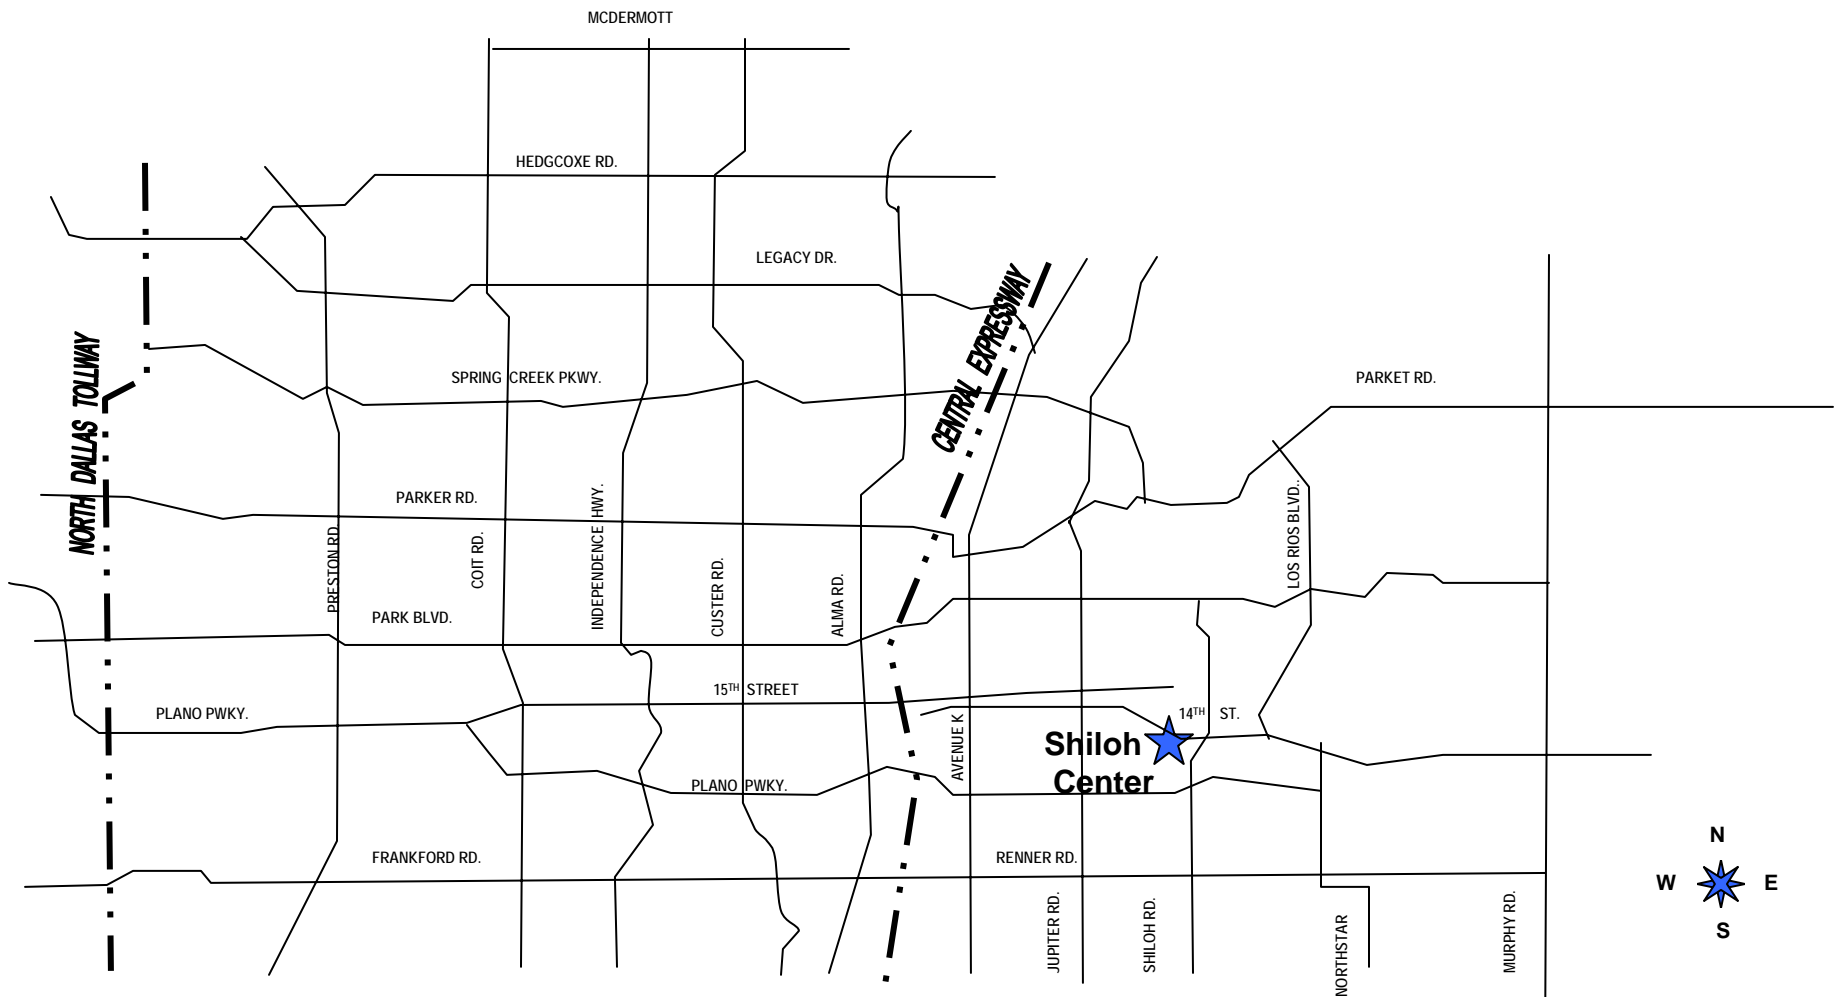 MCDERMOTT
HEDGCOXE RD.
LEGACY DR.
NORTH DALLAS TOLLWAY
CENTRAL EXPRESSWAY
SPRING CREEK PKWY.
PARKET RD.
PARKER RD.
PRESTON RD.
COIT RD.
INDEPENDENCE HWY.
CUSTER RD.
ALMA RD.
LOS RIOS BLVD..
PARK BLVD.
15TH STREET
PLANO PWKY.
AVENUE K
14TH ST.
Shiloh
Center
PLANO PWKY.
FRANKFORD RD.
RENNER RD.
JUPITER RD.
SHILOH RD.
NORTHSTAR
MURPHY RD.
N
W E
S